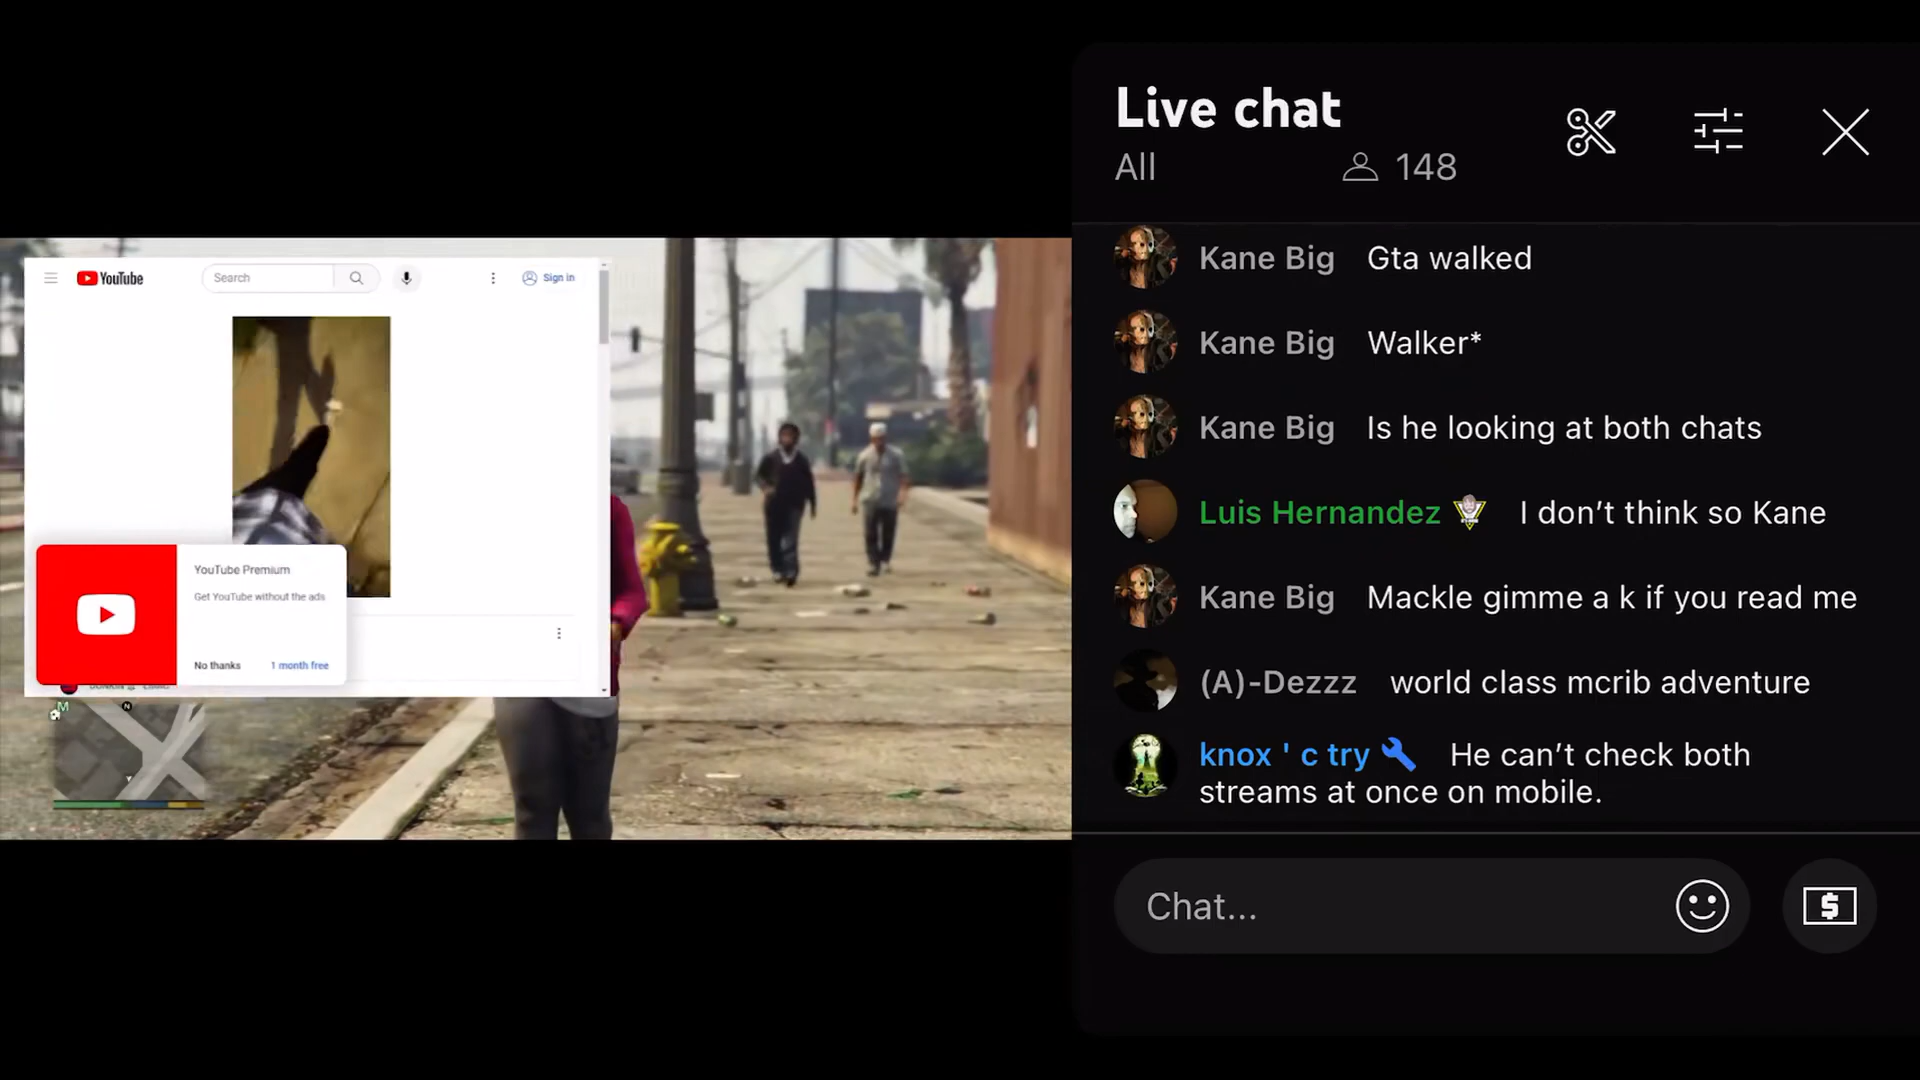 Live chat
All 148
Kane Big Gta walked
Kane Big Walker*
Kane Big Is he looking at both chats
Luis Hernandez I don’t think so Kane
Kane Big Mackle gimme a k if you read me
(A)-Dezzz world class mcrib adventure
knox ' c try He can’t check both
streams at once on mobile.
Chat...
YouTube Search Sign in
YouTube Premium
Get YouTube without the ads
No thanks 1 month free
M
N